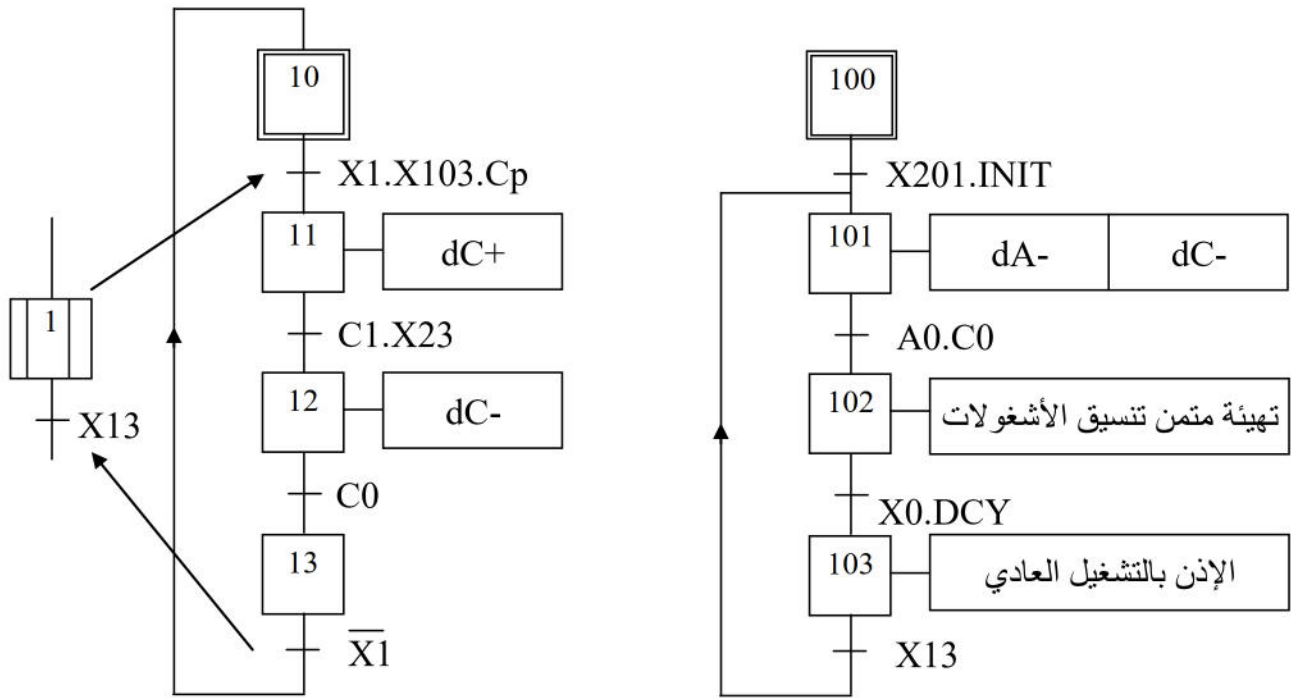 10
X1.X103.Cp
11
dC+
C1.X23
1
X13
12
dC-
C0
13
X1
100
X201.INIT
101
dA-
dC-
A0.C0
102
تهيئة متمن تنسيق الأشغولات
X0.DCY
103
الإذن بالتشغيل العادي
X13